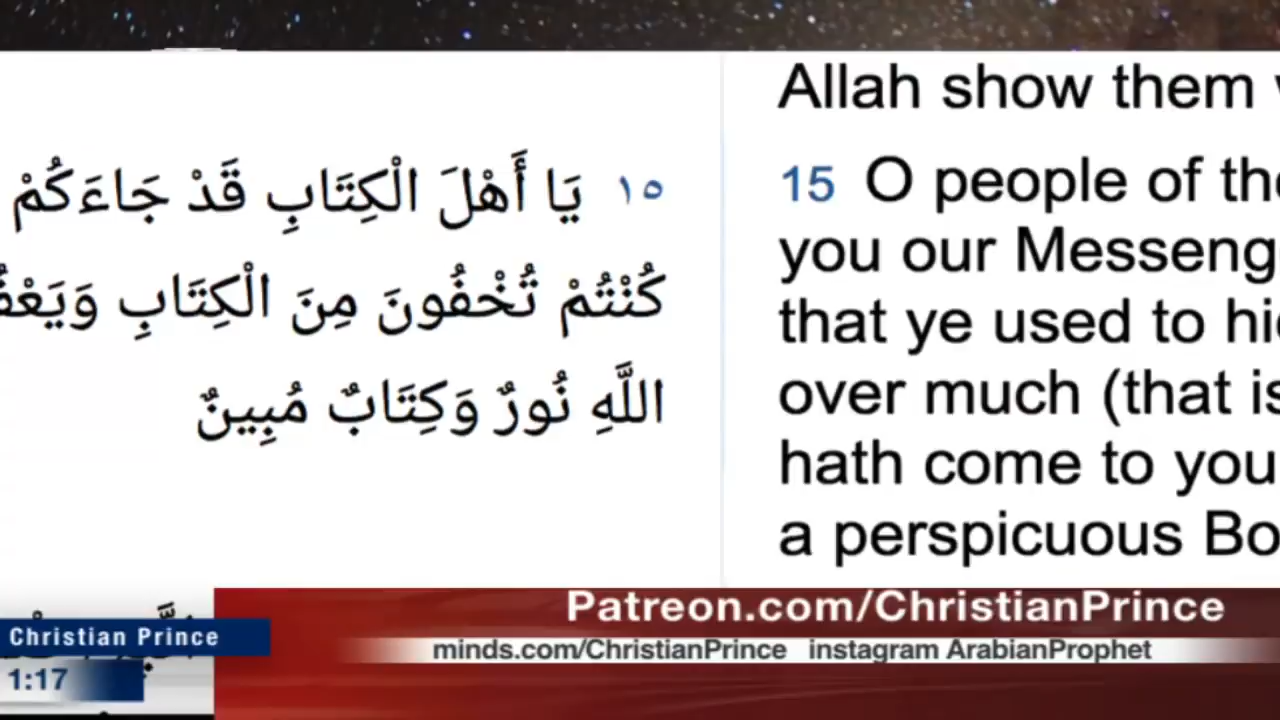 Allah show them
١٥ يَا أَهْلَ الْكِتَابِ قَدْ جَاءَكُمْ
كُنْتُمْ تُخْفُونَ مِنَ الْكِتَابِ
اللَّهِ نُورٌ وَكِتَابٌ مُبِينٌ
15 O people of the
you our Messeng
that ye used to hi
over much (that is
hath come to you
a perspicuous Bo
Patreon.com/ChristianPrince
Christian Prince
minds.com/ChristianPrince instagram ArabianProphet
1:17